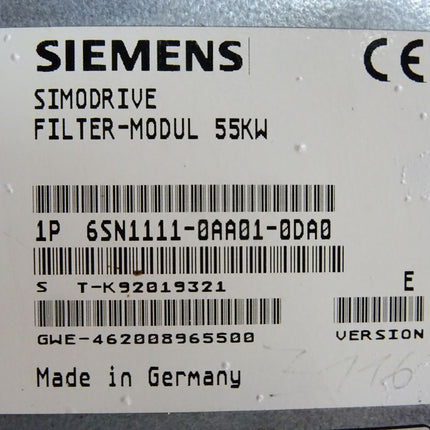 SIEMENS CE
SIMODRIVE
FILTER-MODUL 55KW
1P 6SN1111-0AA01-0DA0
S T-K92019321 E
GWE-462008965500 VERSION
Made in Germany